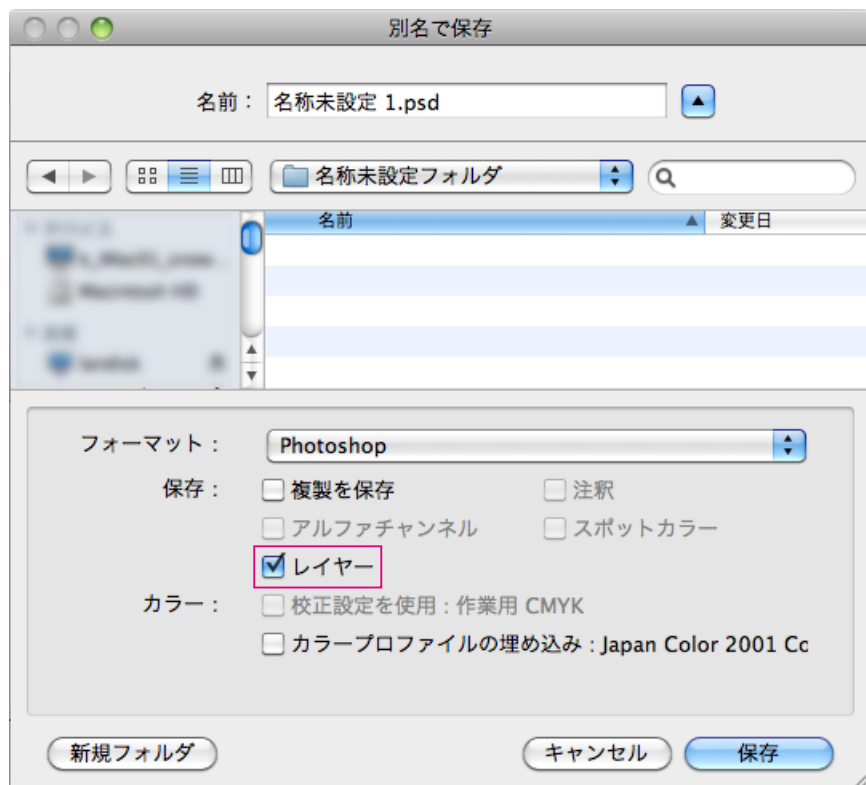 別名で保存
名前： 名称未設定 1.psd
名称未設定フォルダ
名前 変更日
フォーマット： Photoshop
保存： 複製を保存 注釈
アルファチャンネル スポットカラー
レイヤー
カラー： 校正設定を使用：作業用 CMYK
カラープロファイルの埋め込み：Japan Color 2001 Co
新規フォルダ キャンセル 保存